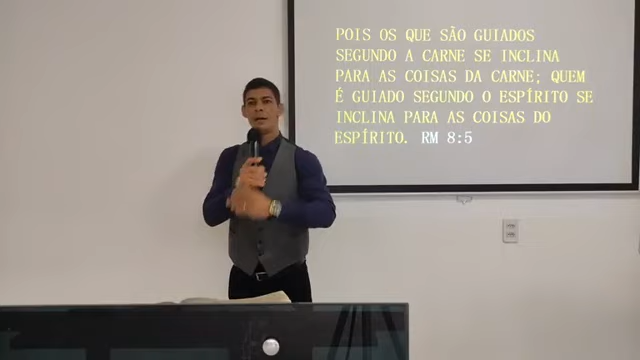 POIS OS QUE SÃO GUIADOS
SEGUNDO A CARNE SE INCLINA
PARA AS COISAS DA CARNE; QUEM
É GUIADO SEGUNDO O ESPÍRITO SE
INCLINA PARA AS COISAS DO
ESPÍRITO. RM 8:5